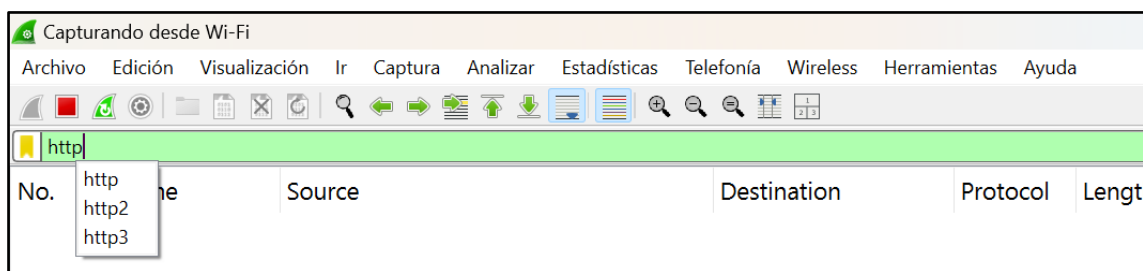 Capturando desde Wi-Fi
Archivo Edición Visualización Ir Captura Analizar Estadísticas Telefonía Wireless Herramientas Ayuda
http
No. Source Destination Protocol Lengt
http
http2
http3